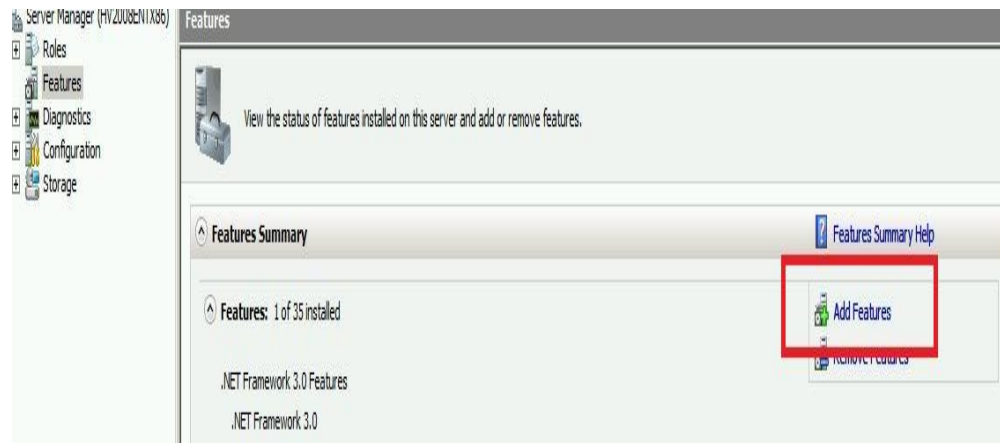 Server Manager (HV2008ENTX86)
Roles
Features
Diagnostics
Configuration
Storage
Features
View the status of features installed on this server and add or remove features.
Features Summary
Features Summary Help
Features: 1 of 35 installed
Add Features
Remove Features
.NET Framework 3.0 Features
.NET Framework 3.0